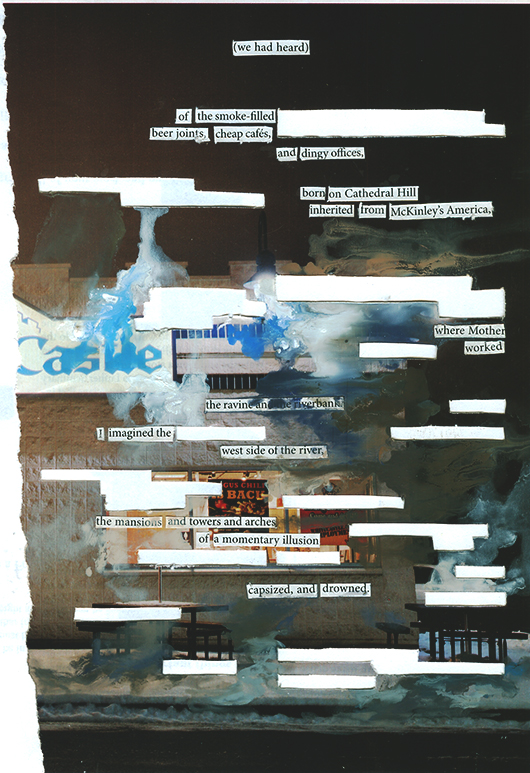 (we had heard)
of the smoke-filled
beer joints, cheap cafés,
and dingy offices,
born on Cathedral Hill
inherited from McKinley's America,
where Mother
worked
Castle
the ravine and the riverbank.
I imagined the
west side of the river,
BACK
the mansions and towers and arches
of a momentary illusion
capsized, and drowned.